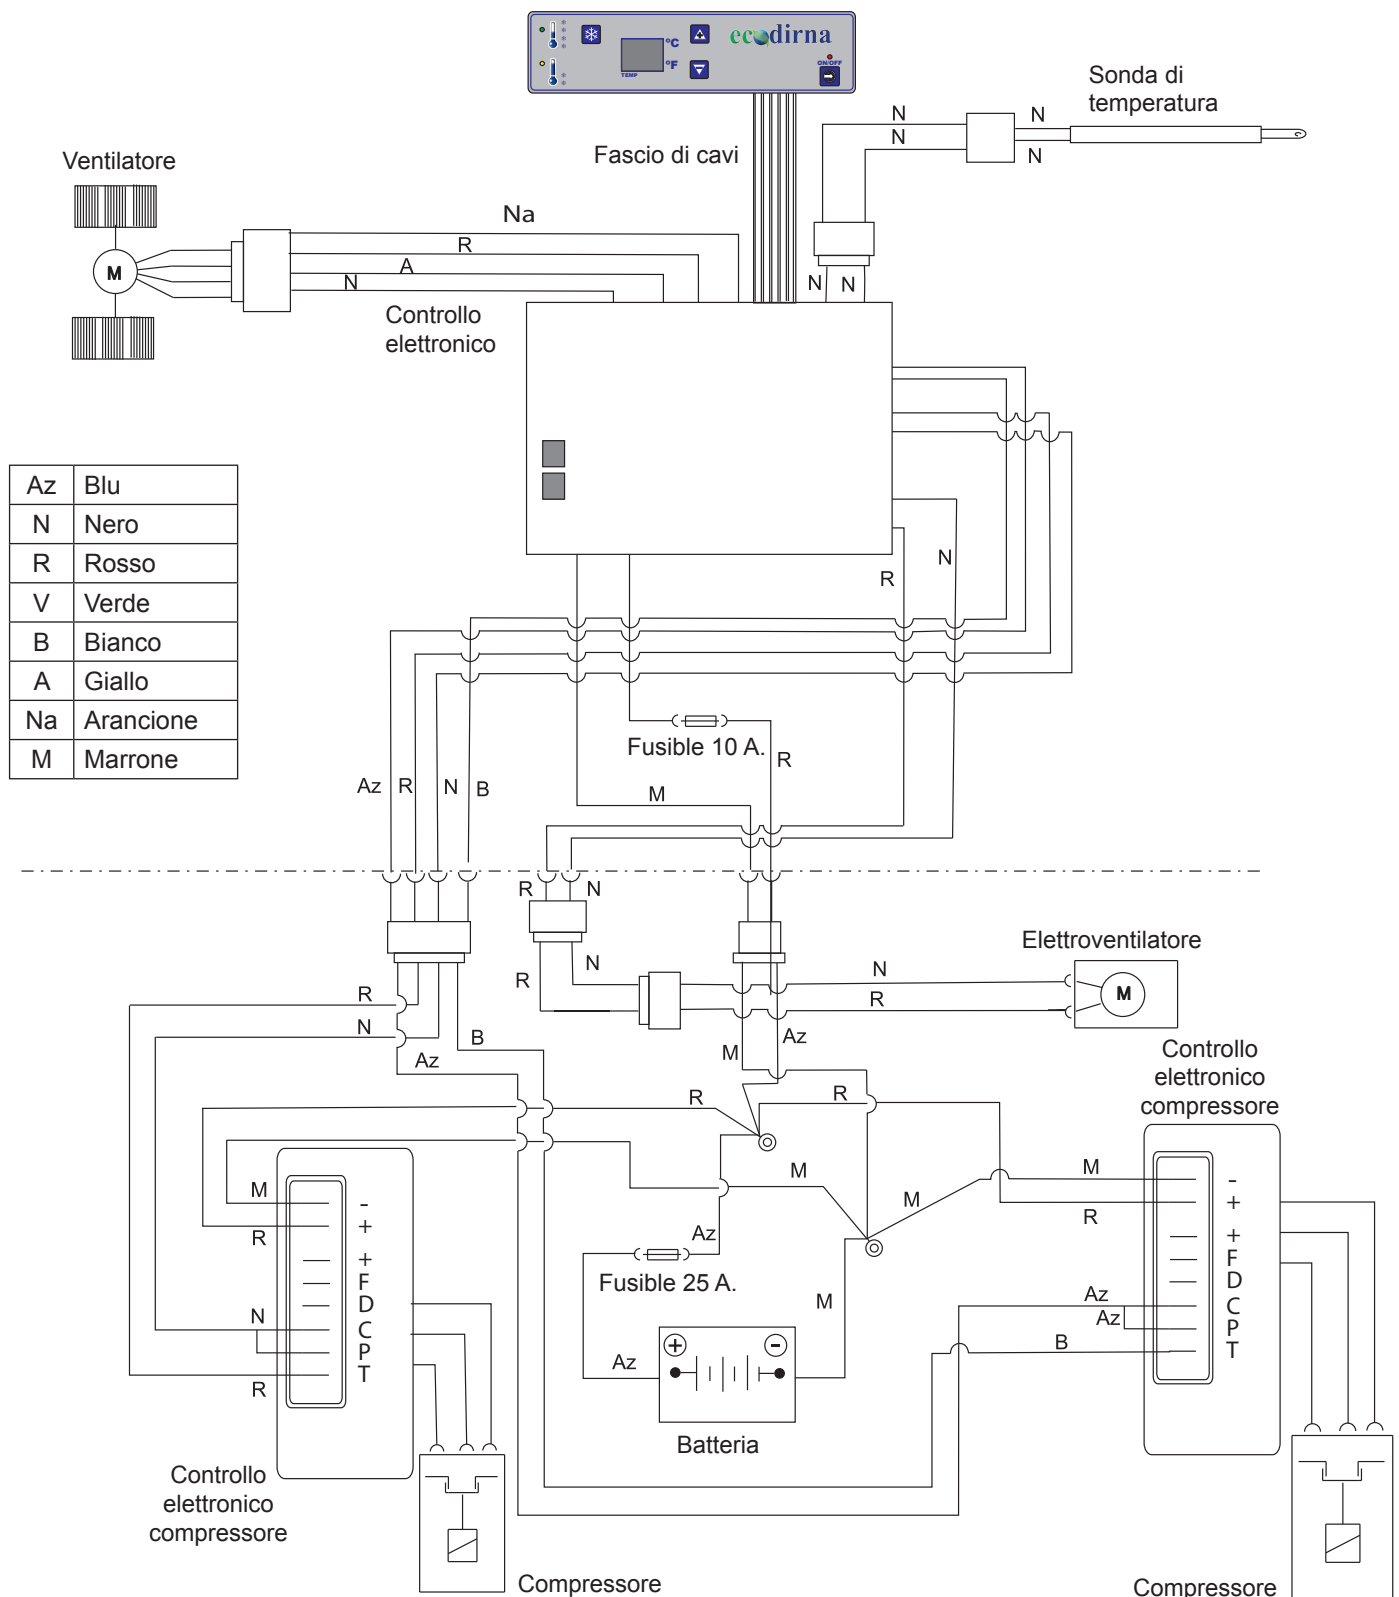 ecodirna
°C
°F
TEMP
ON/OFF
Sonda di
temperatura
N
N
N
N
Fascio di cavi
Ventilatore
Na
R
A
N
M
N
N
Controllo
elettronico
Az Blu
N Nero
R Rosso
V Verde
B Bianco
A Giallo
Na Arancione
M Marrone
R
N
Fusible 10 A.
R
Az
R
N
B
M
R
N
Elettroventilatore
R
N
N
R
M
R
N
Az
B
M
Az
Controllo
elettronico
compressore
R
R
M
M
M
M
R
-
+
+
F
D
C
P
T
M
R
N
R
-
+
+
F
D
C
P
T
Az
Fusible 25 A.
M
Az
Az
B
Az
+
-
Batteria
Controllo
elettronico
compressore
Compressore
Compressore